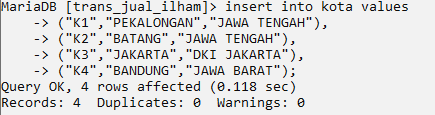 MariaDB [trans_jual_ilham]> insert into kota values
-> ("K1","PEKALONGAN","JAWA TENGAH"),
-> ("K2","BATANG","JAWA TENGAH"),
-> ("K3","JAKARTA","DKI JAKARTA"),
-> ("K4","BANDUNG","JAWA BARAT");
Query OK, 4 rows affected (0.118 sec)
Records: 4  Duplicates: 0  Warnings: 0